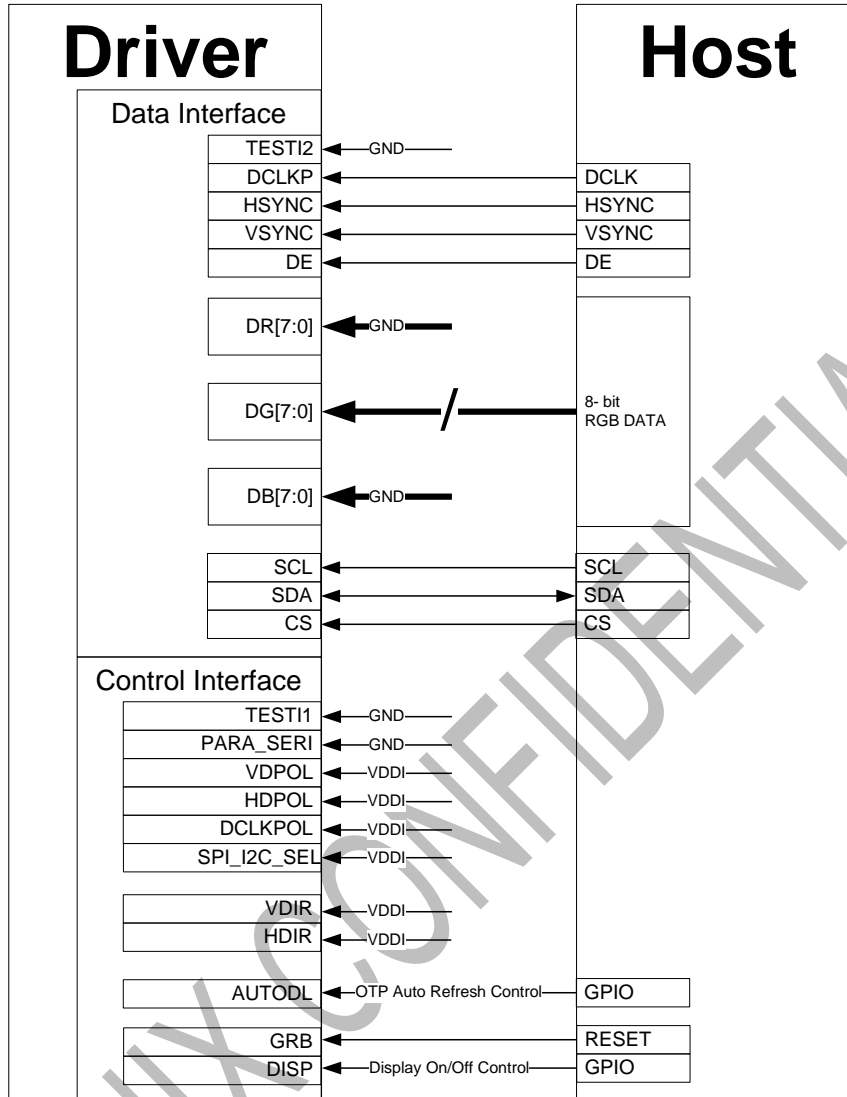 Driver
Host
Data Interface
TESTI2
GND
DCLKP
DCLK
HSYNC
HSYNC
VSYNC
VSYNC
DE
DE
DR[7:0]
GND
DG[7:0]
/
8- bit
RGB DATA
DB[7:0]
GND
SCL
SCL
SDA
SDA
CS
CS
Control Interface
TESTI1
GND
PARA_SERI
GND
VDPOL
VDDI
HDPOL
VDDI
DCLKPOL
VDDI
SPI_I2C_SEL
VDDI
VDIR
VDDI
HDIR
VDDI
AUTODL
OTP Auto Refresh Control
GPIO
GRB
RESET
DISP
Display On/Off Control
GPIO
CONFIDENTIA